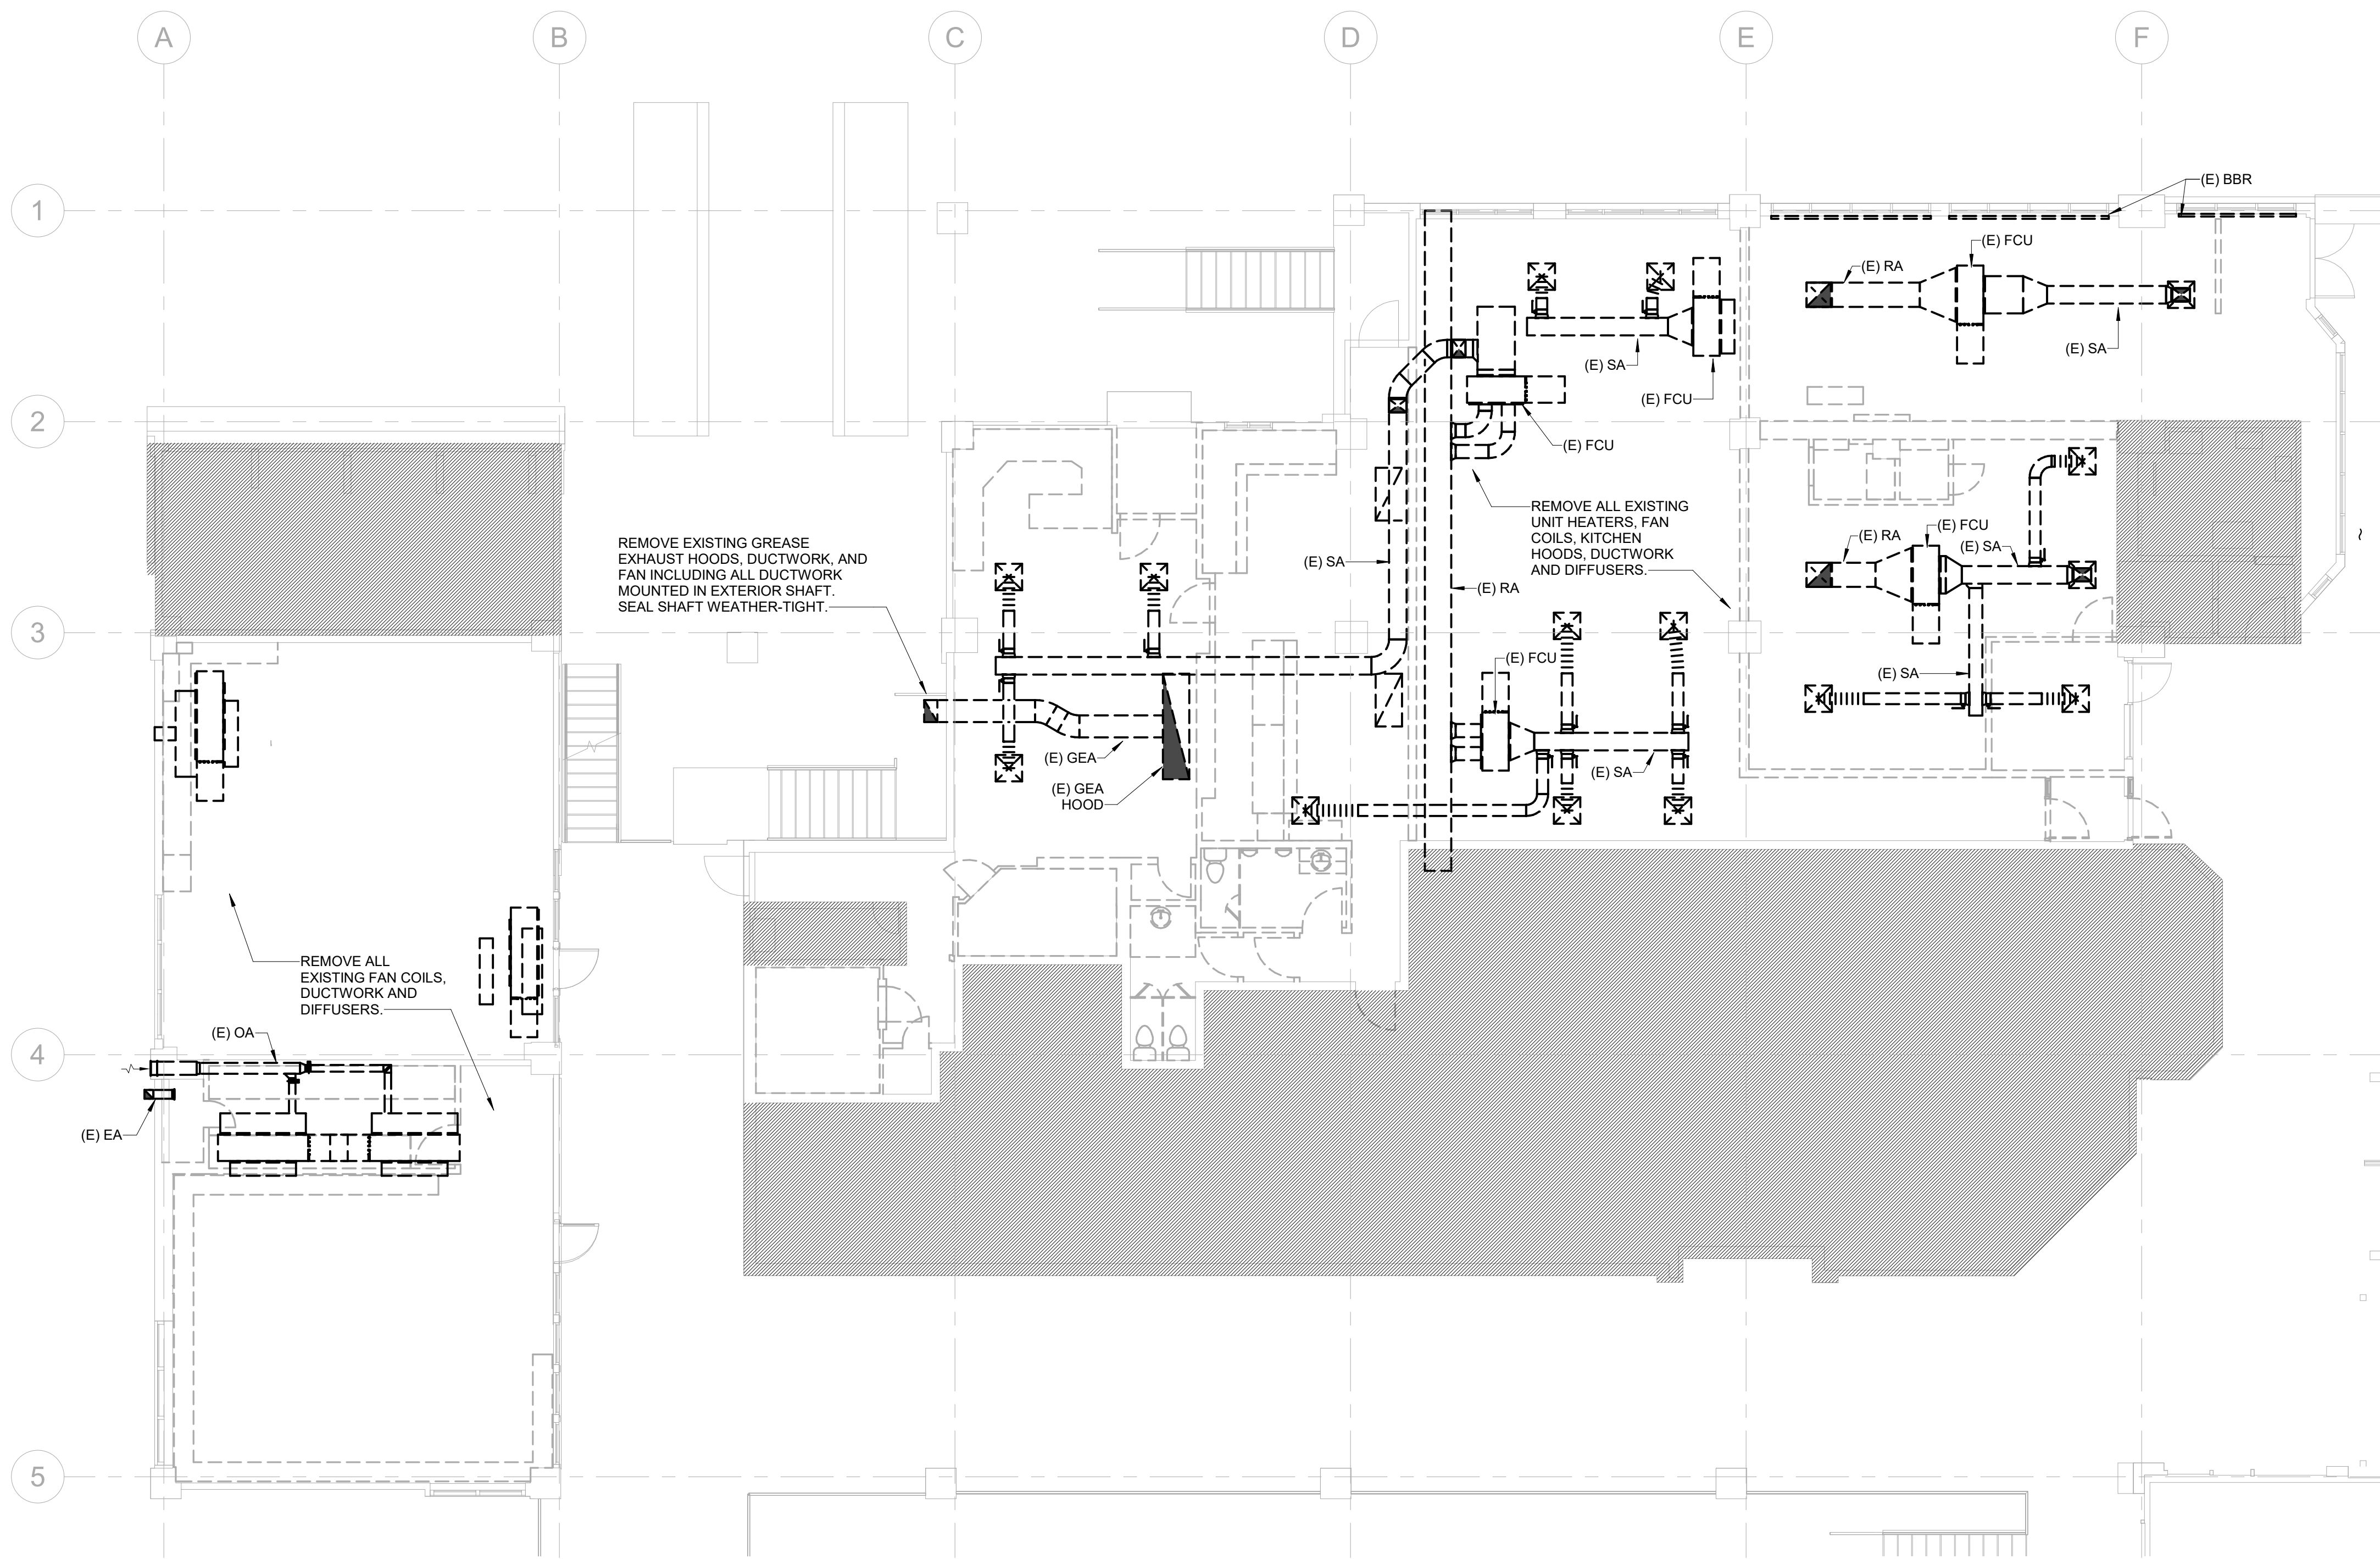 A
B
C
D
E
F
1
(E) BBR
(E) FCU
(E) RA
(E) SA
(E) SA
(E) FCU
2
(E) FCU
REMOVE ALL EXISTING
UNIT HEATERS, FAN
COILS, KITCHEN
HOODS, DUCTWORK
AND DIFFUSERS.
(E) FCU
(E) RA
(E) SA
REMOVE EXISTING GREASE
EXHAUST HOODS, DUCTWORK, AND
FAN INCLUDING ALL DUCTWORK
MOUNTED IN EXTERIOR SHAFT.
SEAL SHAFT WEATHER-TIGHT.
(E) SA
(E) RA
3
(E) FCU
(E) SA
(E) GEA
(E) SA
(E) GEA
HOOD
REMOVE ALL
EXISTING FAN COILS,
DUCTWORK AND
DIFFUSERS.
(E) OA
4
(E) EA
5